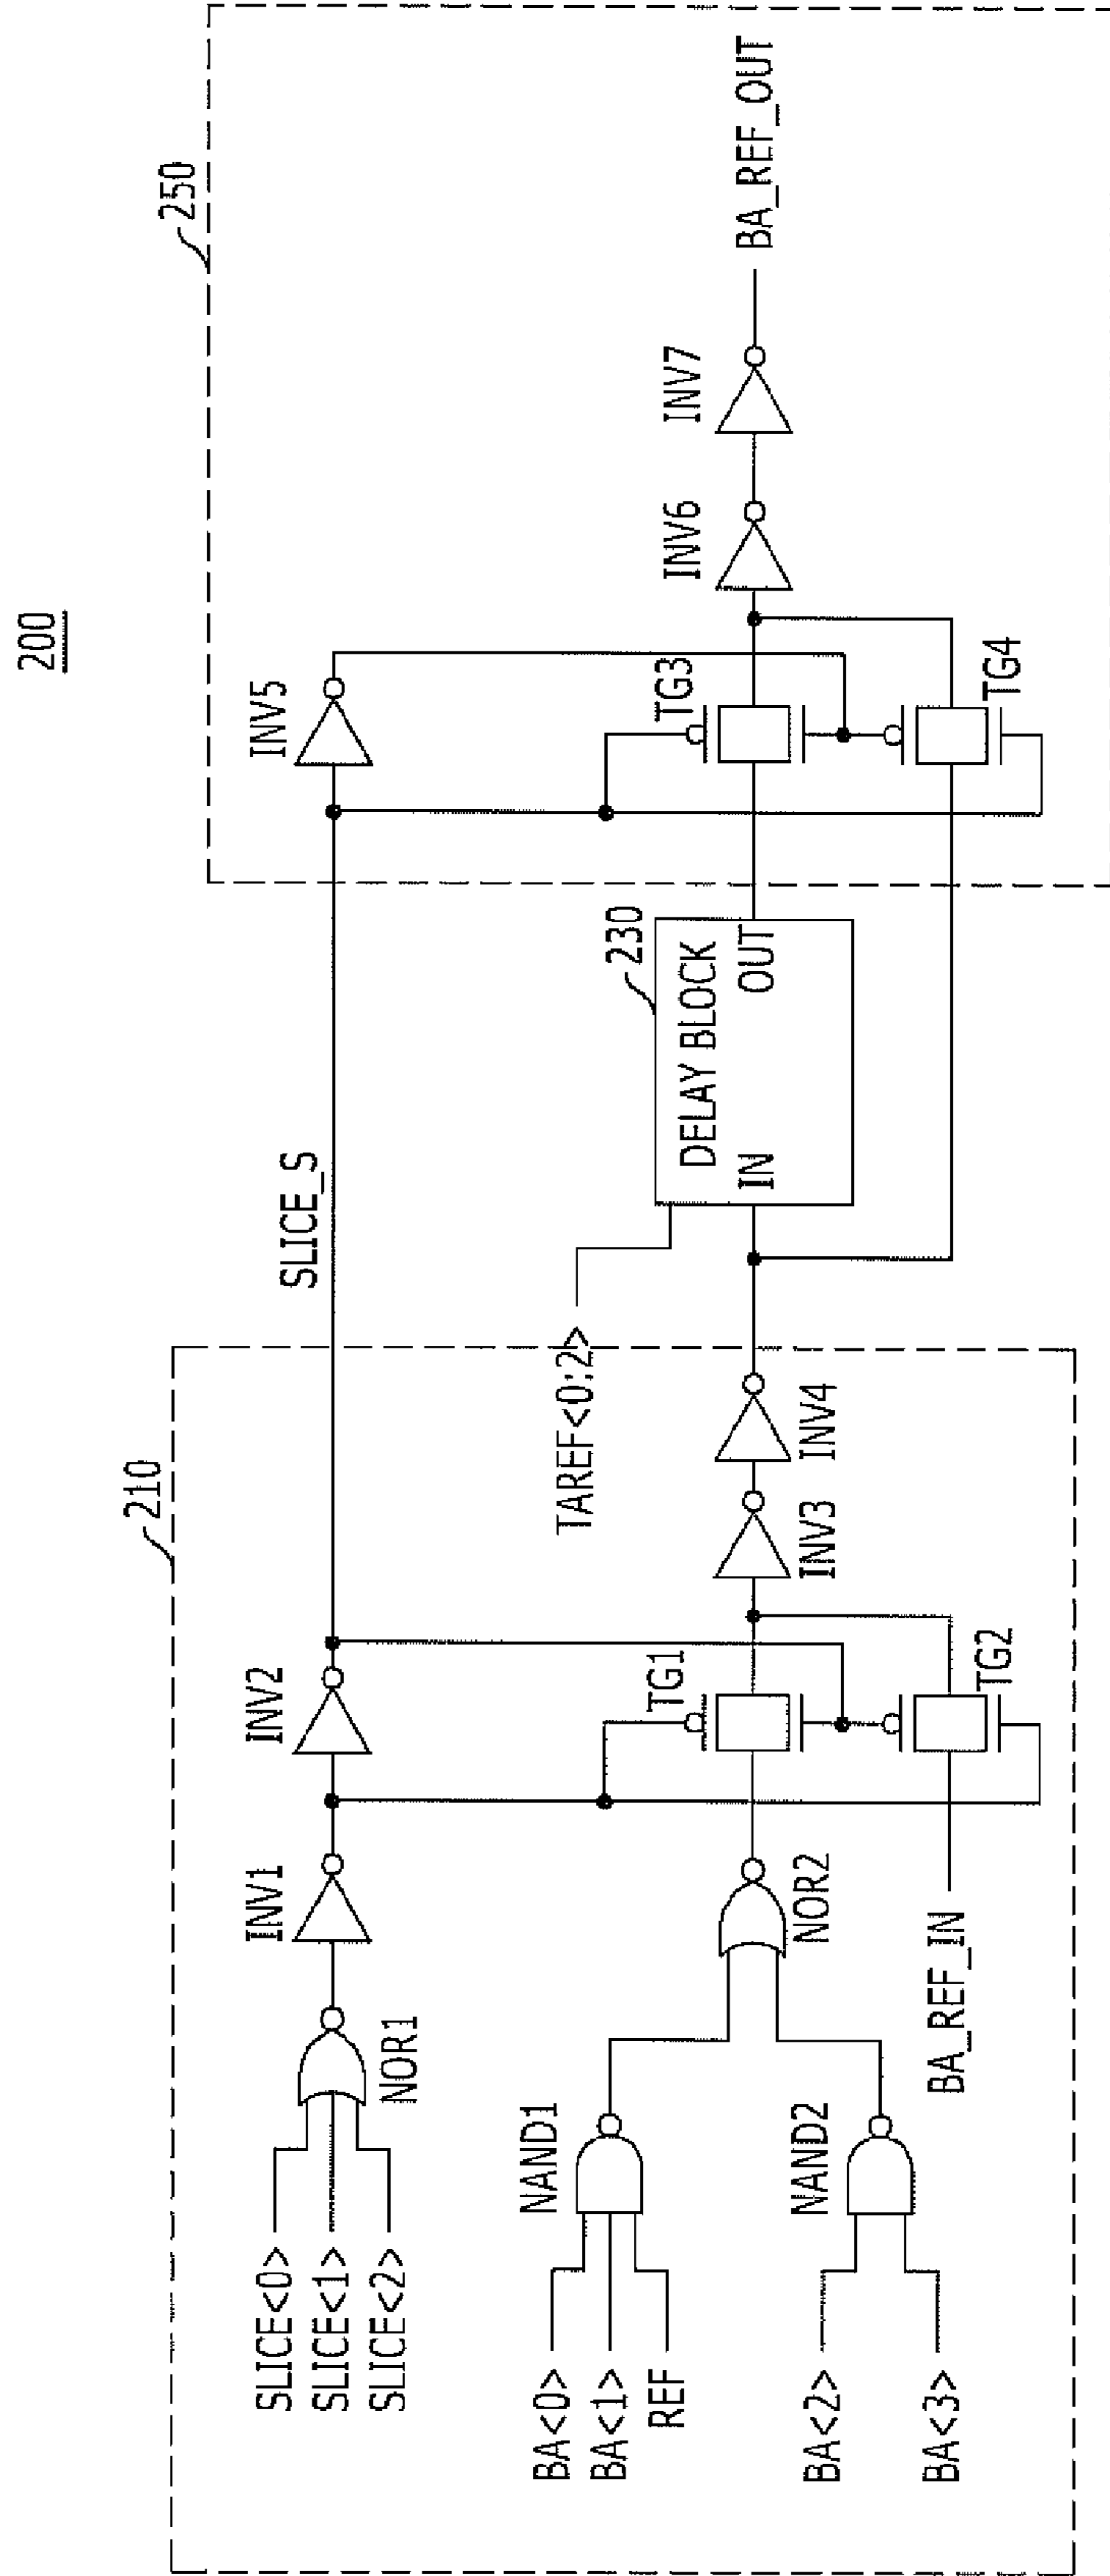 200
210
250
SLICE<0>
SLICE<1>
SLICE<2>
NOR1
INV1
INV2
SLICE_S
INV5
BA<0>
BA<1>
REF
NAND1
BA<2>
BA<3>
NAND2
NOR2
BA_REF_IN
TG1
TG2
INV3
INV4
TAREF<0:2>
230
DELAY BLOCK
IN
OUT
TG3
TG4
INV6
INV7
BA_REF_OUT